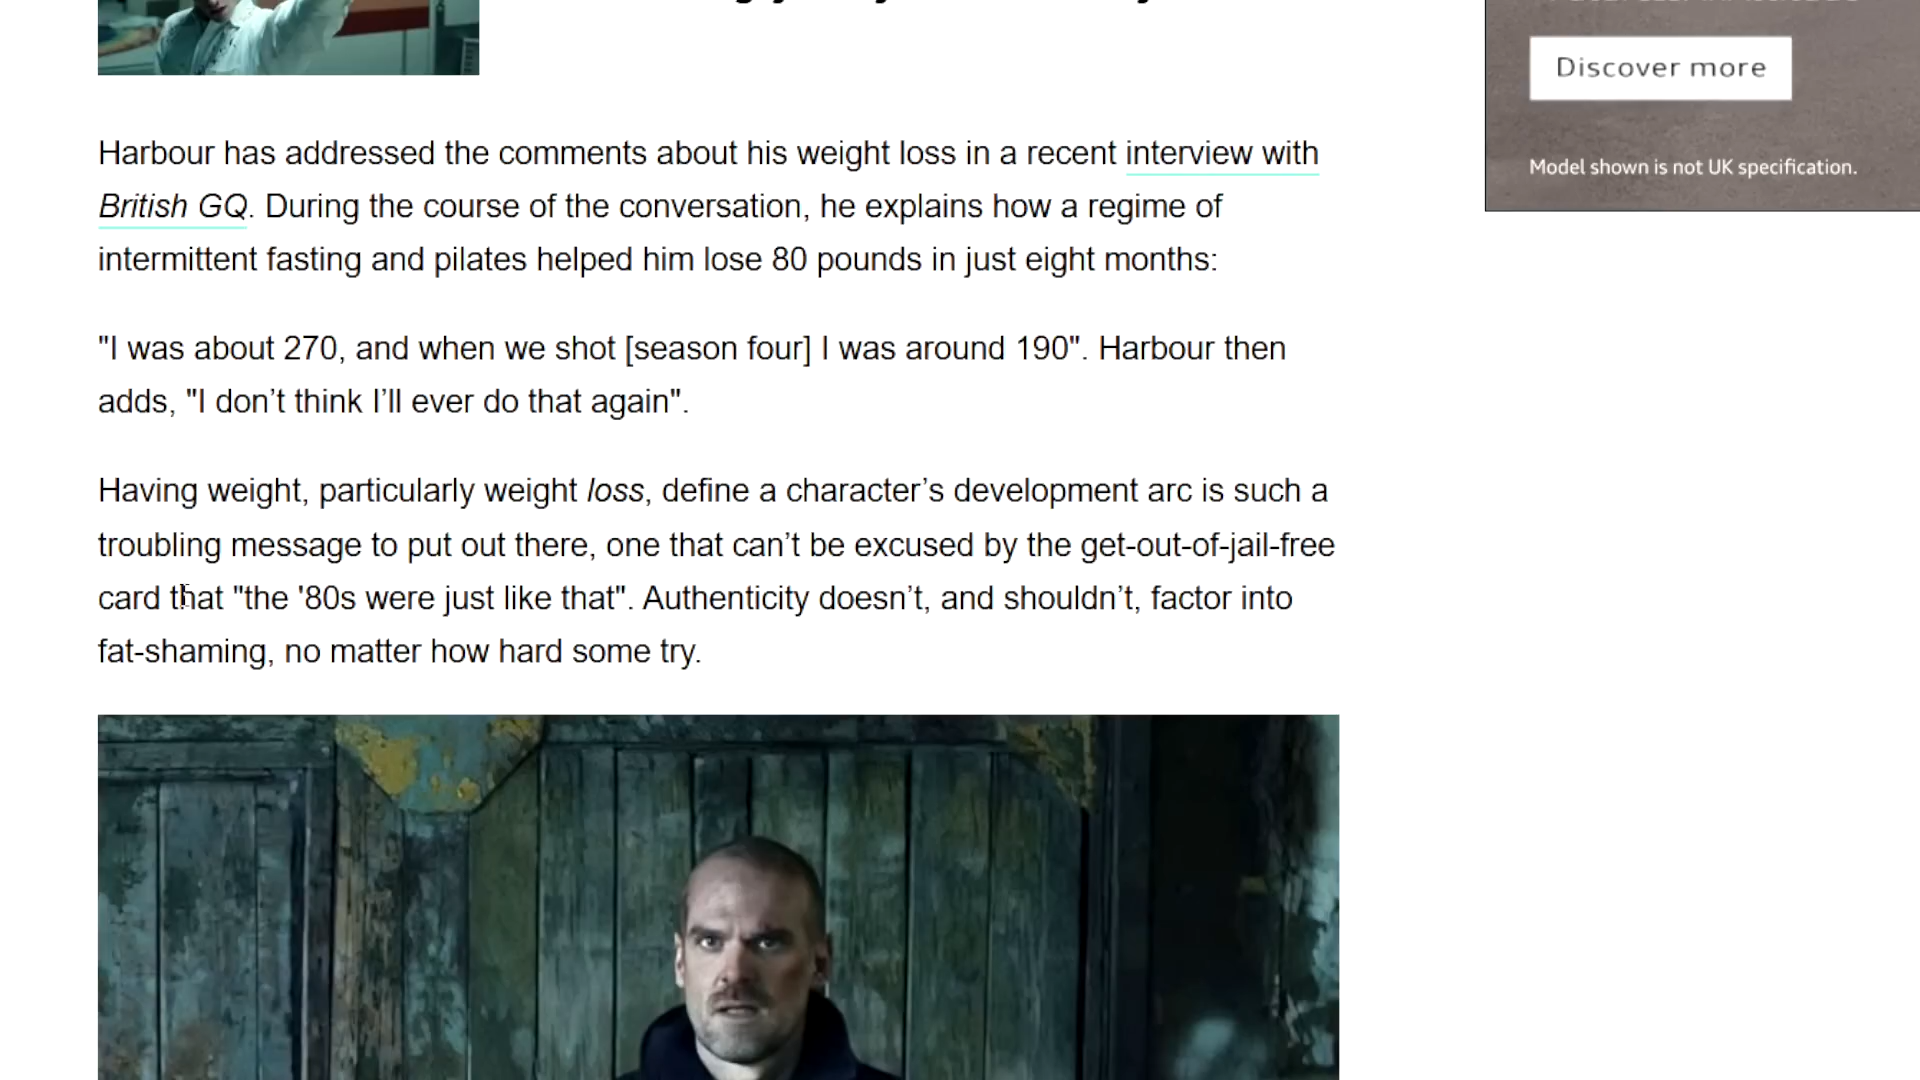 Discover more
Model shown is not UK specification.
Harbour has addressed the comments about his weight loss in a recent interview with
British GQ. During the course of the conversation, he explains how a regime of
intermittent fasting and pilates helped him lose 80 pounds in just eight months:
"I was about 270, and when we shot [season four] I was around 190". Harbour then
adds, "I don’t think I’ll ever do that again".
Having weight, particularly weight loss, define a character’s development arc is such a
troubling message to put out there, one that can’t be excused by the get-out-of-jail-free
card that "the '80s were just like that". Authenticity doesn’t, and shouldn’t, factor into
fat-shaming, no matter how hard some try.